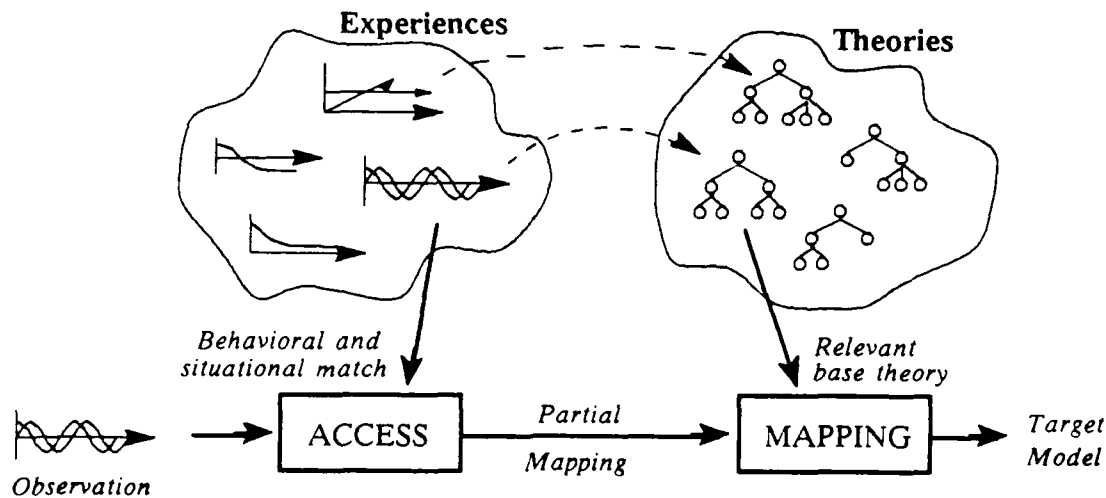 Experiences
Theories
Behavioral and
situational match
Relevant
base theory
Observation
ACCESS
Partial
Mapping
MAPPING
Target
Model